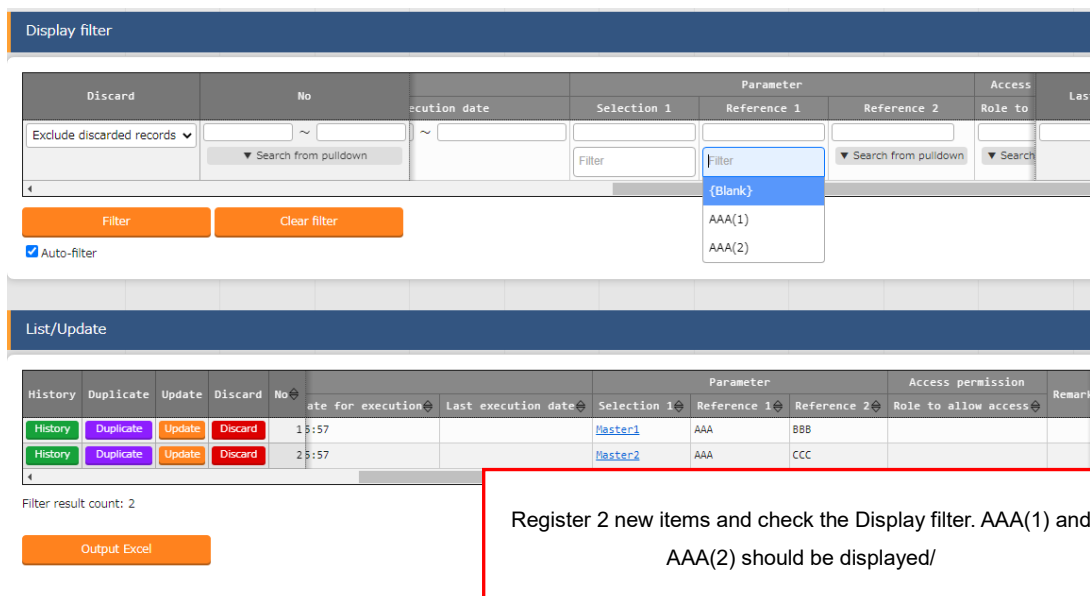 Display filter
Discard No ecution date Parameter Access Las
Selection 1 Reference 1 Reference 2 Role to
Exclude discarded records ~ ~
▼ Search from pulldown Filter Filter ▼ Search from pulldown ▼ Search
{Blank}
AAA(1)
AAA(2)
Filter Clear filter
Auto-filter
List/Update
History Duplicate Update Discard No Parameter Access permission Remark
ate for execution Last execution date Selection 1 Reference 1 Reference 2 Role to allow access
History Duplicate Update Discard 1 5:57 Master1 AAA BBB
History Duplicate Update Discard 2 5:57 Master2 AAA CCC
Filter result count: 2
Output Excel
Register 2 new items and check the Display filter. AAA(1) and
AAA(2) should be displayed/